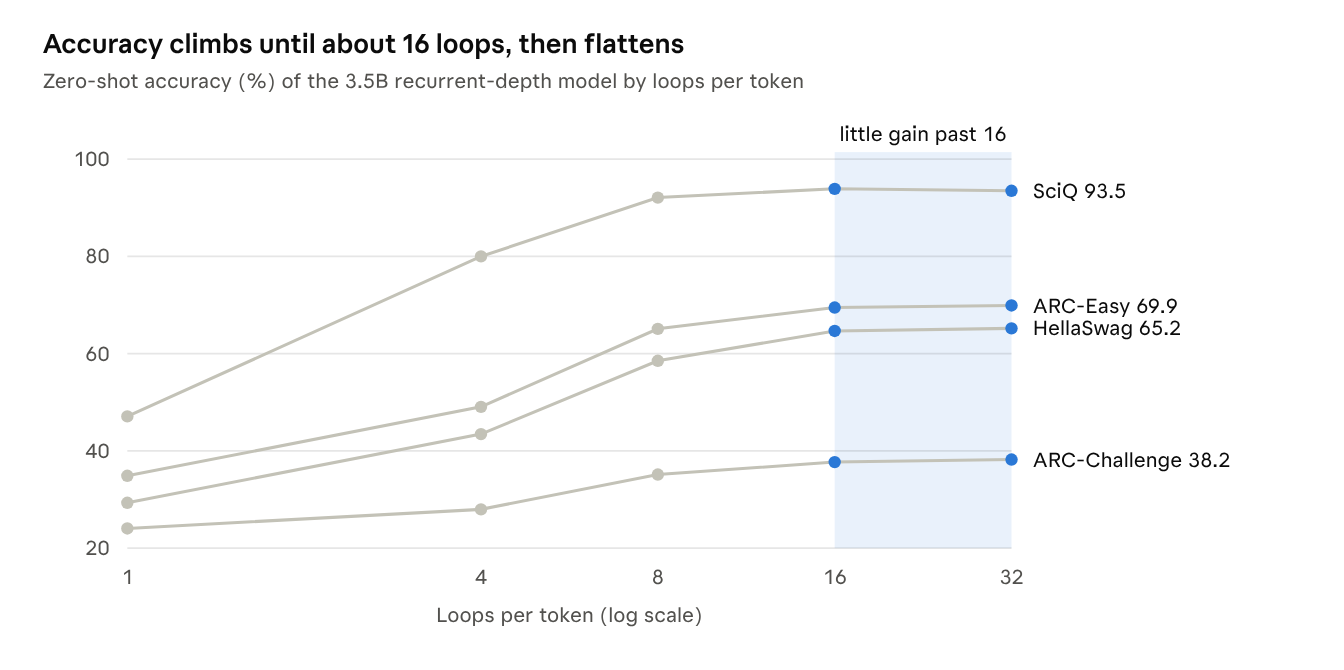 Accuracy climbs until about 16 loops, then flattens
Zero-shot accuracy (%) of the 3.5B recurrent-depth model by loops per token
little gain past 16
100
SciQ 93.5
80
ARC-Easy 69.9
HellaSwag 65.2
60
40
ARC-Challenge 38.2
20
1 4 8 16 32
Loops per token (log scale)